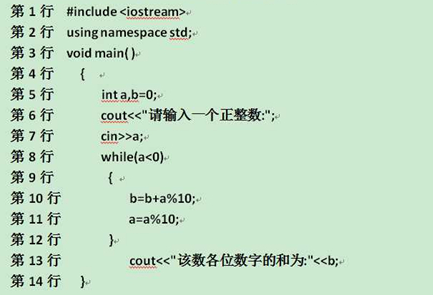 第 1 行 #include <iostream>
第 2 行 using namespace std;
第 3 行 void main( )
第 4 行 {
第 5 行 int a,b=0;
第 6 行 cout<<"请输入一个正整数:";
第 7 行 cin>>a;
第 8 行 while(a<0)
第 9 行 {
第 10 行 b=b+a%10;
第 11 行 a=a%10;
第 12 行 }
第 13 行 cout<<"该数各位数字的和为:"<<b;
第 14 行 }